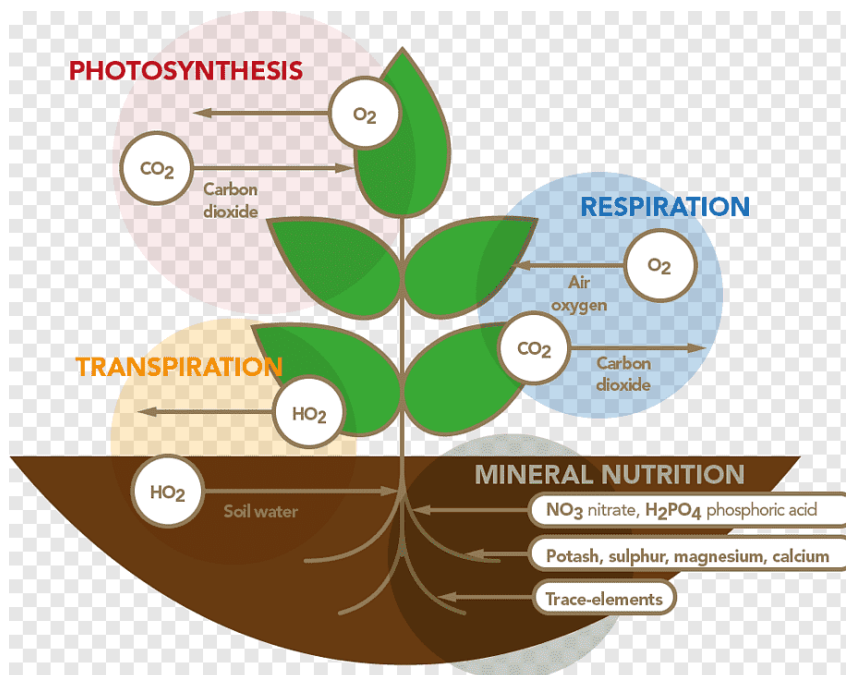 PHOTOSYNTHESIS
O2
CO2
Carbon
dioxide
RESPIRATION
O2
Air
oxygen
CO2
Carbon
dioxide
TRANSPIRATION
HO2
HO2
Soil water
MINERAL NUTRITION
NO3 nitrate, H2PO4 phosphoric acid
Potash, sulphur, magnesium, calcium
Trace-elements